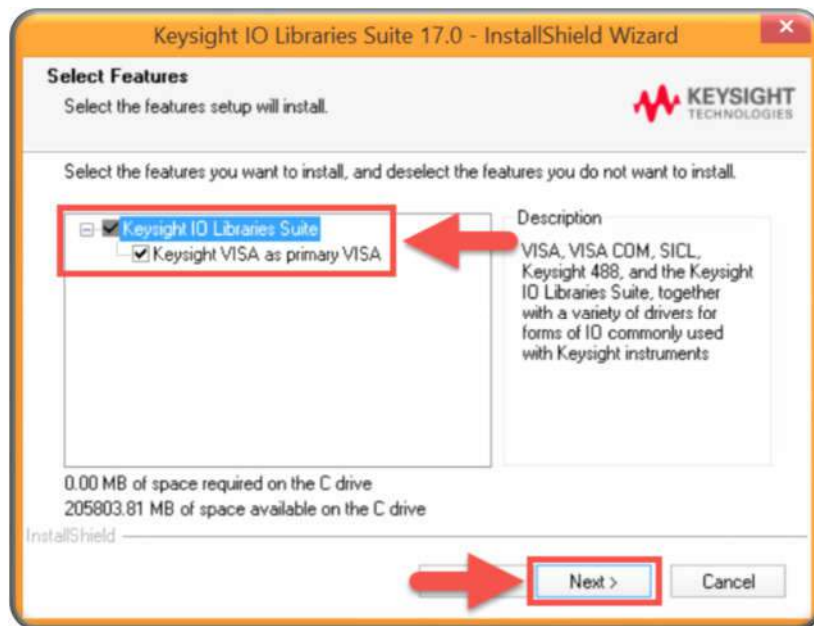 Keysight IO Libraries Suite 17.0 - InstallShield Wizard
Select Features
Select the features setup will install.
KEYSIGHT
TECHNOLOGIES
Select the features you want to install, and deselect the features you do not want to install.
Keysight IO Libraries Suite
Keysight VISA as primary VISA
Description
VISA, VISA COM, SICL,
Keysight 488, and the Keysight
IO Libraries Suite, together
with a variety of drivers for
forms of IO commonly used
with Keysight instruments
0.00 MB of space required on the C drive
205803.81 MB of space available on the C drive
InstallShield
Next >
Cancel